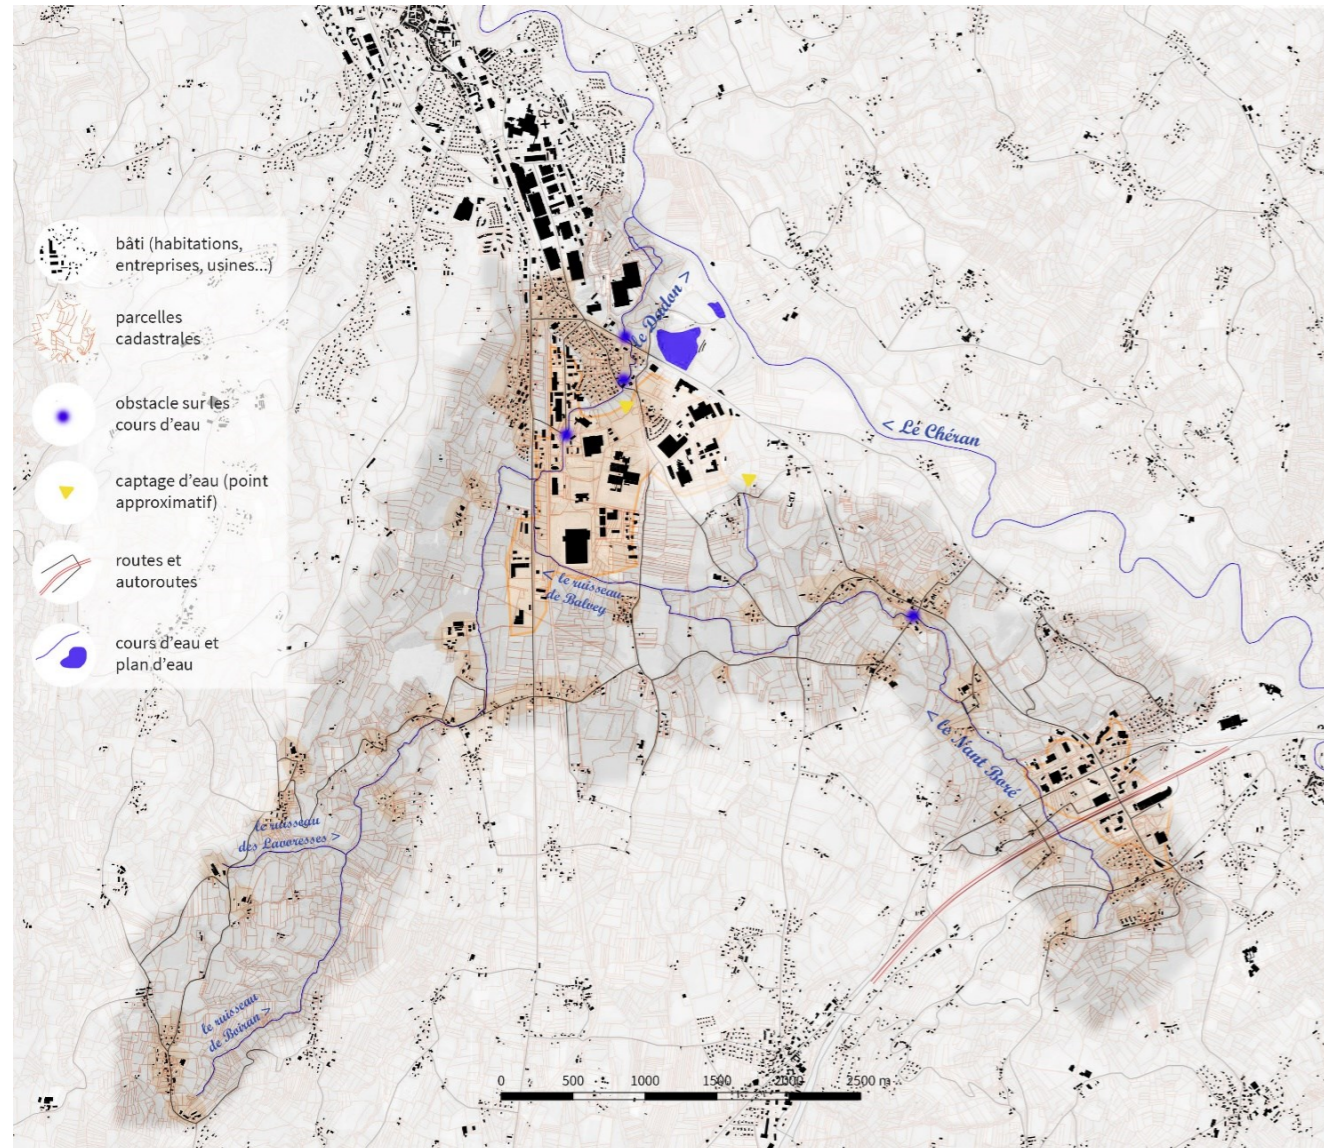 bâti (habitations,
entreprises, usines...)
parcelles
cadastrales
obstacle sur les
cours d'eau
captage d'eau (point
approximatif)
routes et
autoroutes
cours d'eau et
plan d'eau
le Dadon >
< Le Chéran
< le ruisseau
de Balvey
< le Nant Boré
le ruisseau
des Lavoresses >
le ruisseau
de Boiran >
0 500 1000 1500 2000 2500 m